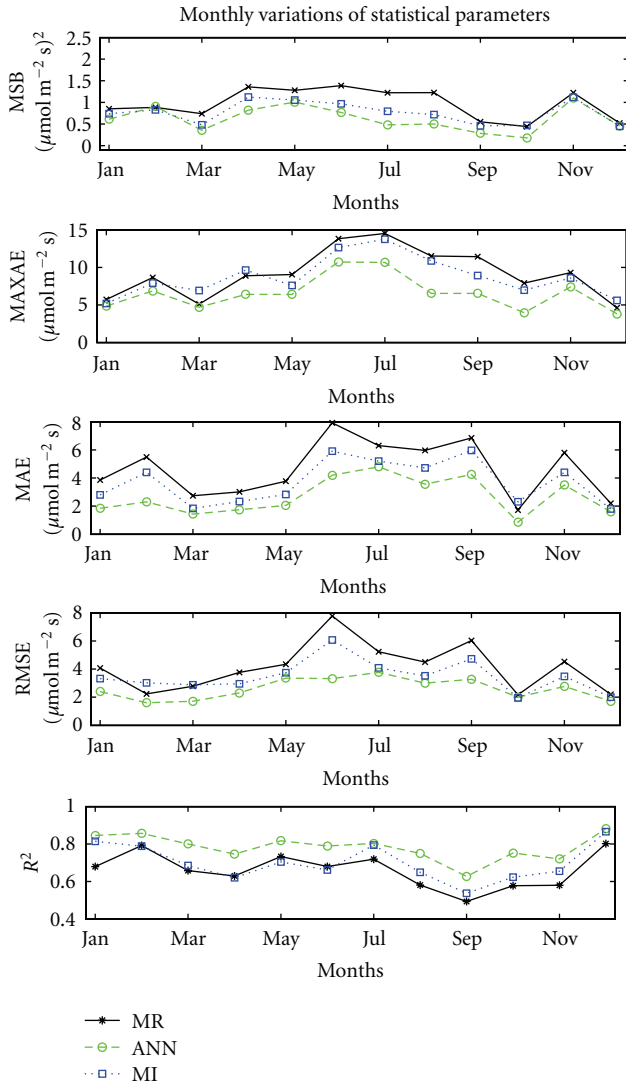 Monthly variations of statistical parameters
MSB
(μmol m−2 s)2
2.5
2
1.5
1
0.5
0
Jan Mar May Jul Sep Nov
Months
MAXAE
(μmol m−2 s)
15
10
5
0
Jan Mar May Jul Sep Nov
Months
MAE
(μmol m−2 s)
8
6
4
2
0
Jan Mar May Jul Sep Nov
Months
RMSE
(μmol m−2 s)
8
6
4
2
0
Jan Mar May Jul Sep Nov
Months
R2
1
0.8
0.6
0.4
Jan Mar May Jul Sep Nov
Months
MR
ANN
MI